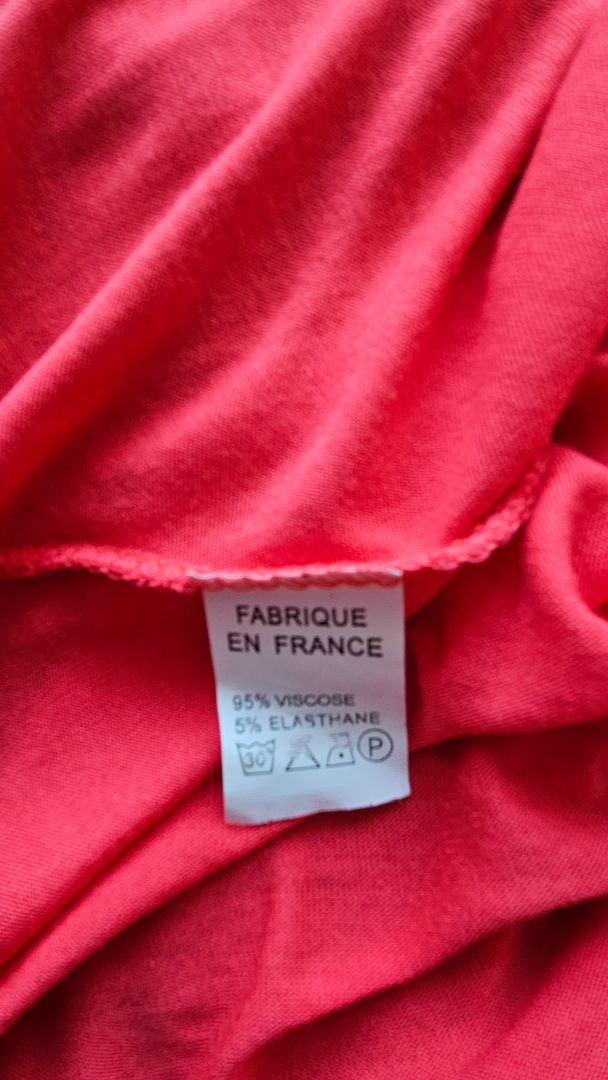 FABRIQUE
EN FRANCE
95% VISCOSE
5% ELASTHANE
30° P